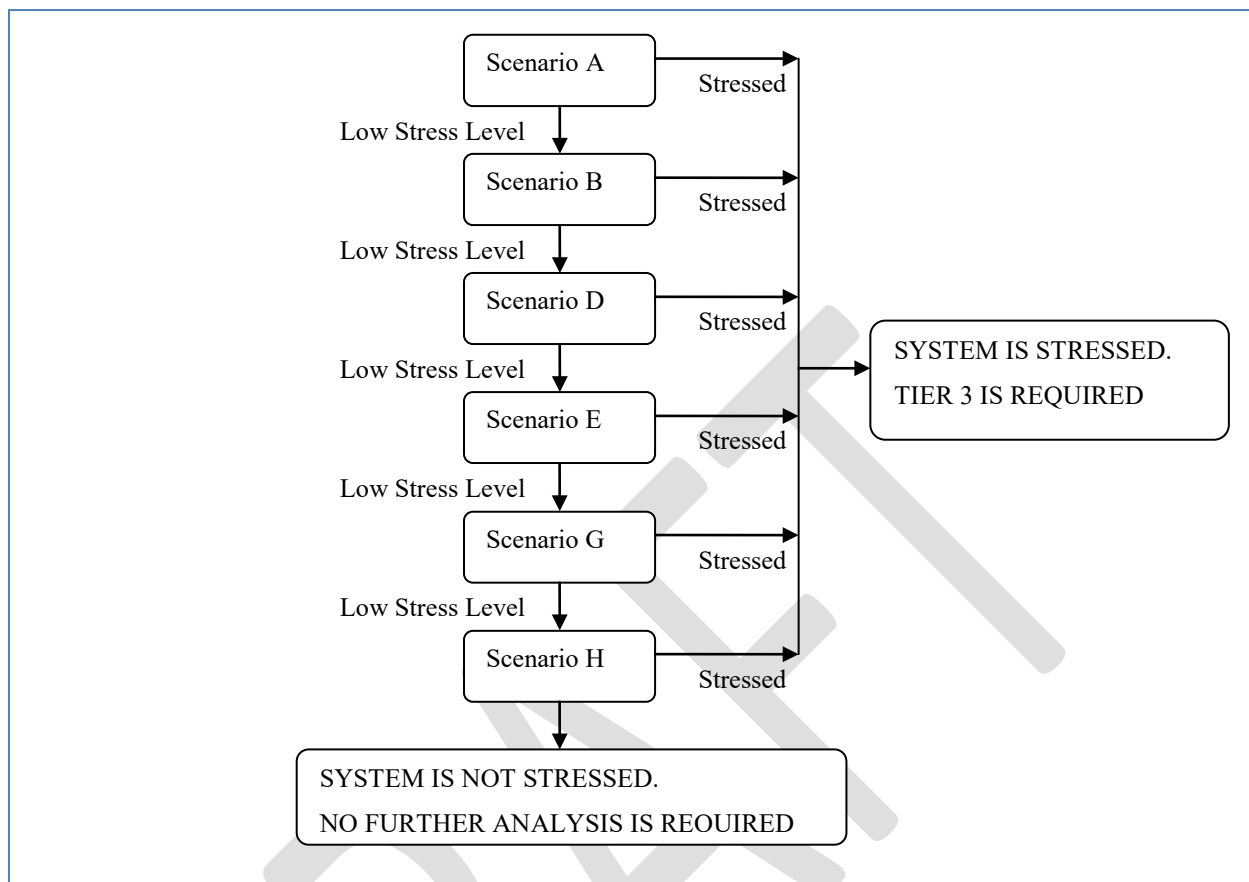 Scenario A
Stressed
Low Stress Level
Scenario B
Stressed
Low Stress Level
Scenario D
Stressed
SYSTEM IS STRESSED.
TIER 3 IS REQUIRED
Low Stress Level
Scenario E
Stressed
Low Stress Level
Scenario G
Stressed
Low Stress Level
Scenario H
Stressed
SYSTEM IS NOT STRESSED.
NO FURTHER ANALYSIS IS REQUIRED
DRAFT